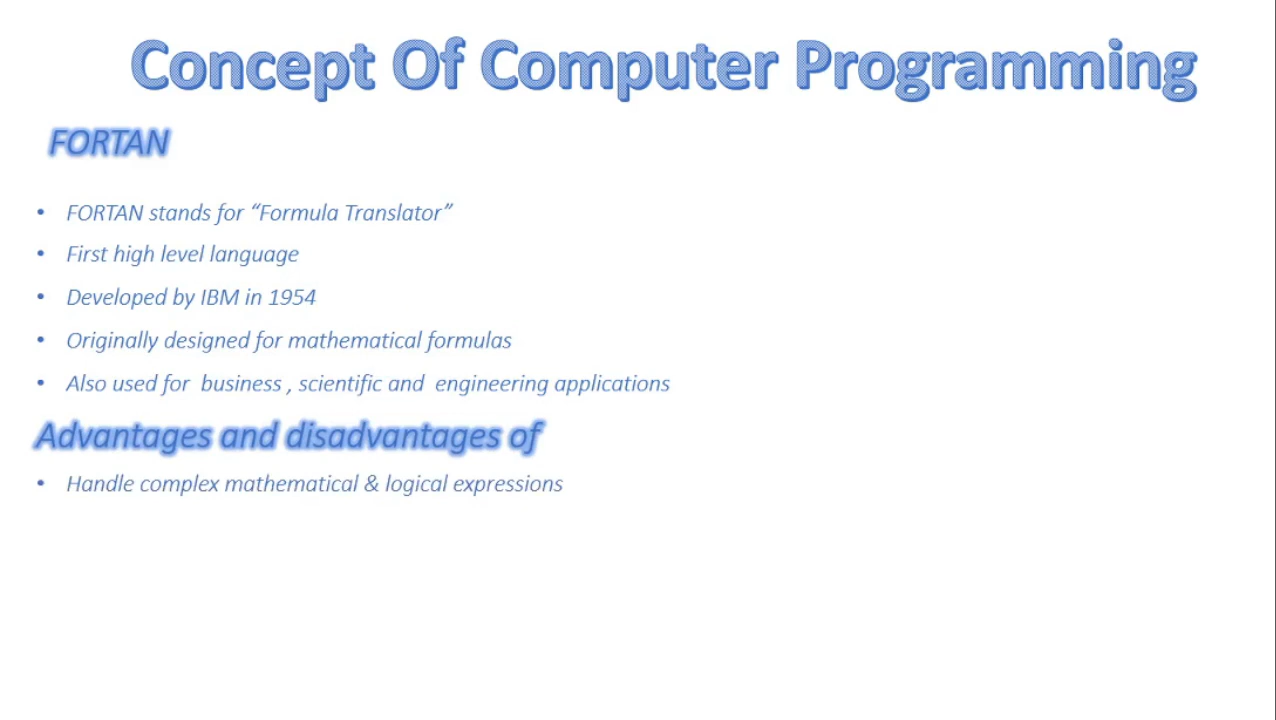 Concept Of Computer Programming
FORTAN
• FORTAN stands for “Formula Translator”
• First high level language
• Developed by IBM in 1954
• Originally designed for mathematical formulas
• Also used for business , scientific and engineering applications
Advantages and disadvantages of
• Handle complex mathematical & logical expressions